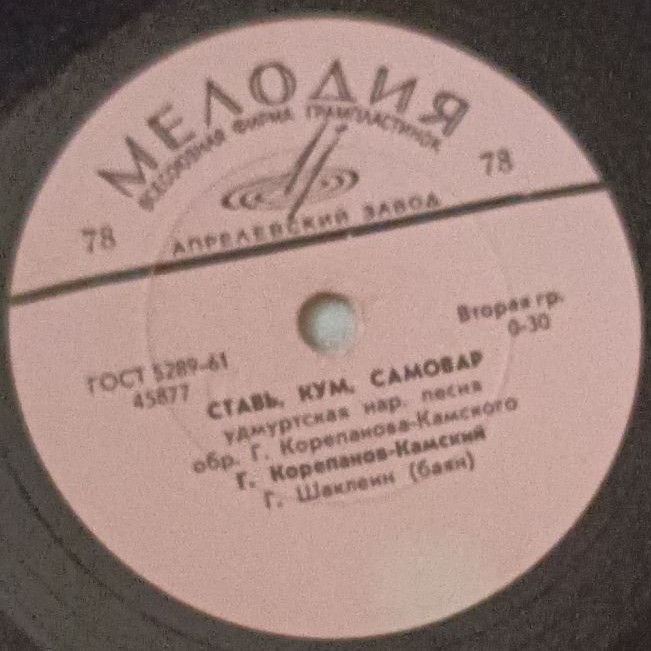 МЕЛОДИЯ
ВСЕСОЮЗНАЯ ФИРМА ГРАМПЛАСТИНОК
78
78
АПРЕЛЕВСКИЙ ЗАВОД
Вторая гр.
0-30
ГОСТ 5289-61
45877
СТАВЬ, КУМ, САМОВАР
удмуртская нар. песня
обр. Г. Корепанова-Камского
Г. Корепанов-Камский
Г. Шаклеин (баян)